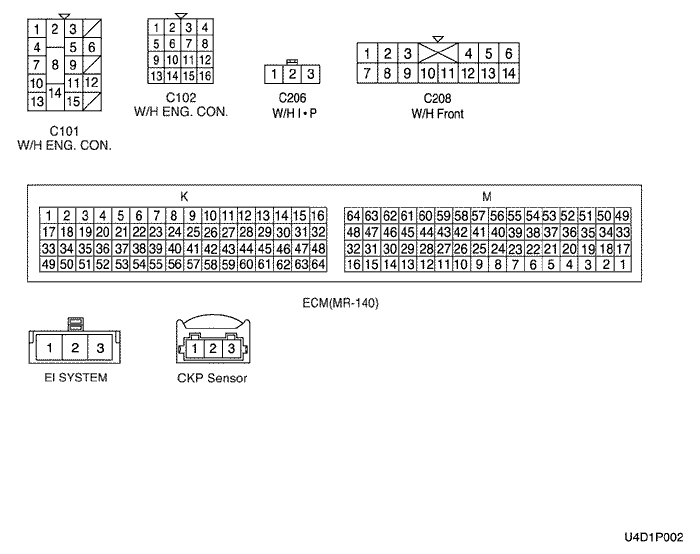 1 2 3
4 5 6
7 8 9
10 11 12
13 14 15
C101
W/H ENG. CON.
1 2 3 4
5 6 7 8
9 10 11 12
13 14 15 16
C102
W/H ENG. CON.
1 2 3
C206
W/H I•P
1 2 3 4 5 6
7 8 9 10 11 12 13 14
C208
W/H Front
K
1 2 3 4 5 6 7 8 9 10 11 12 13 14 15 16
17 18 19 20 21 22 23 24 25 26 27 28 29 30 31 32
33 34 35 36 37 38 39 40 41 42 43 44 45 46 47 48
49 50 51 52 53 54 55 56 57 58 59 60 61 62 63 64
M
64 63 62 61 60 59 58 57 56 55 54 53 52 51 50 49
48 47 46 45 44 43 42 41 40 39 38 37 36 35 34 33
32 31 30 29 28 27 26 25 24 23 22 21 20 19 18 17
16 15 14 13 12 11 10 9 8 7 6 5 4 3 2 1
ECM(MR-140)
1 2 3
EI SYSTEM
1 2 3
CKP Sensor
U4D1P002